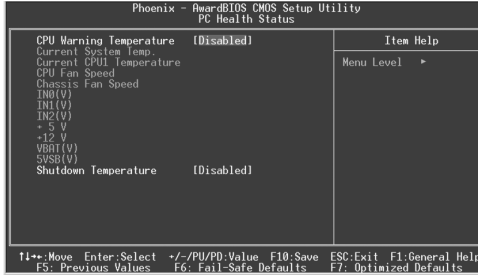 Phoenix - AwardBIOS CMOS Setup Utility
PC Health Status
CPU Warning Temperature [Disabled]
Current System Temp.
Current CPU1 Temperature
CPU Fan Speed
Chassis Fan Speed
IN0(V)
IN1(V)
IN2(V)
+ 5 V
+12 V
VBAT(V)
5VSB(V)
Shutdown Temperature [Disabled]
Item Help
Menu Level ►
↑↓→←:Move Enter:Select +/-/PU/PD:Value F10:Save ESC:Exit F1:General Help
F5: Previous Values F6: Fail-Safe Defaults F7: Optimized Defaults